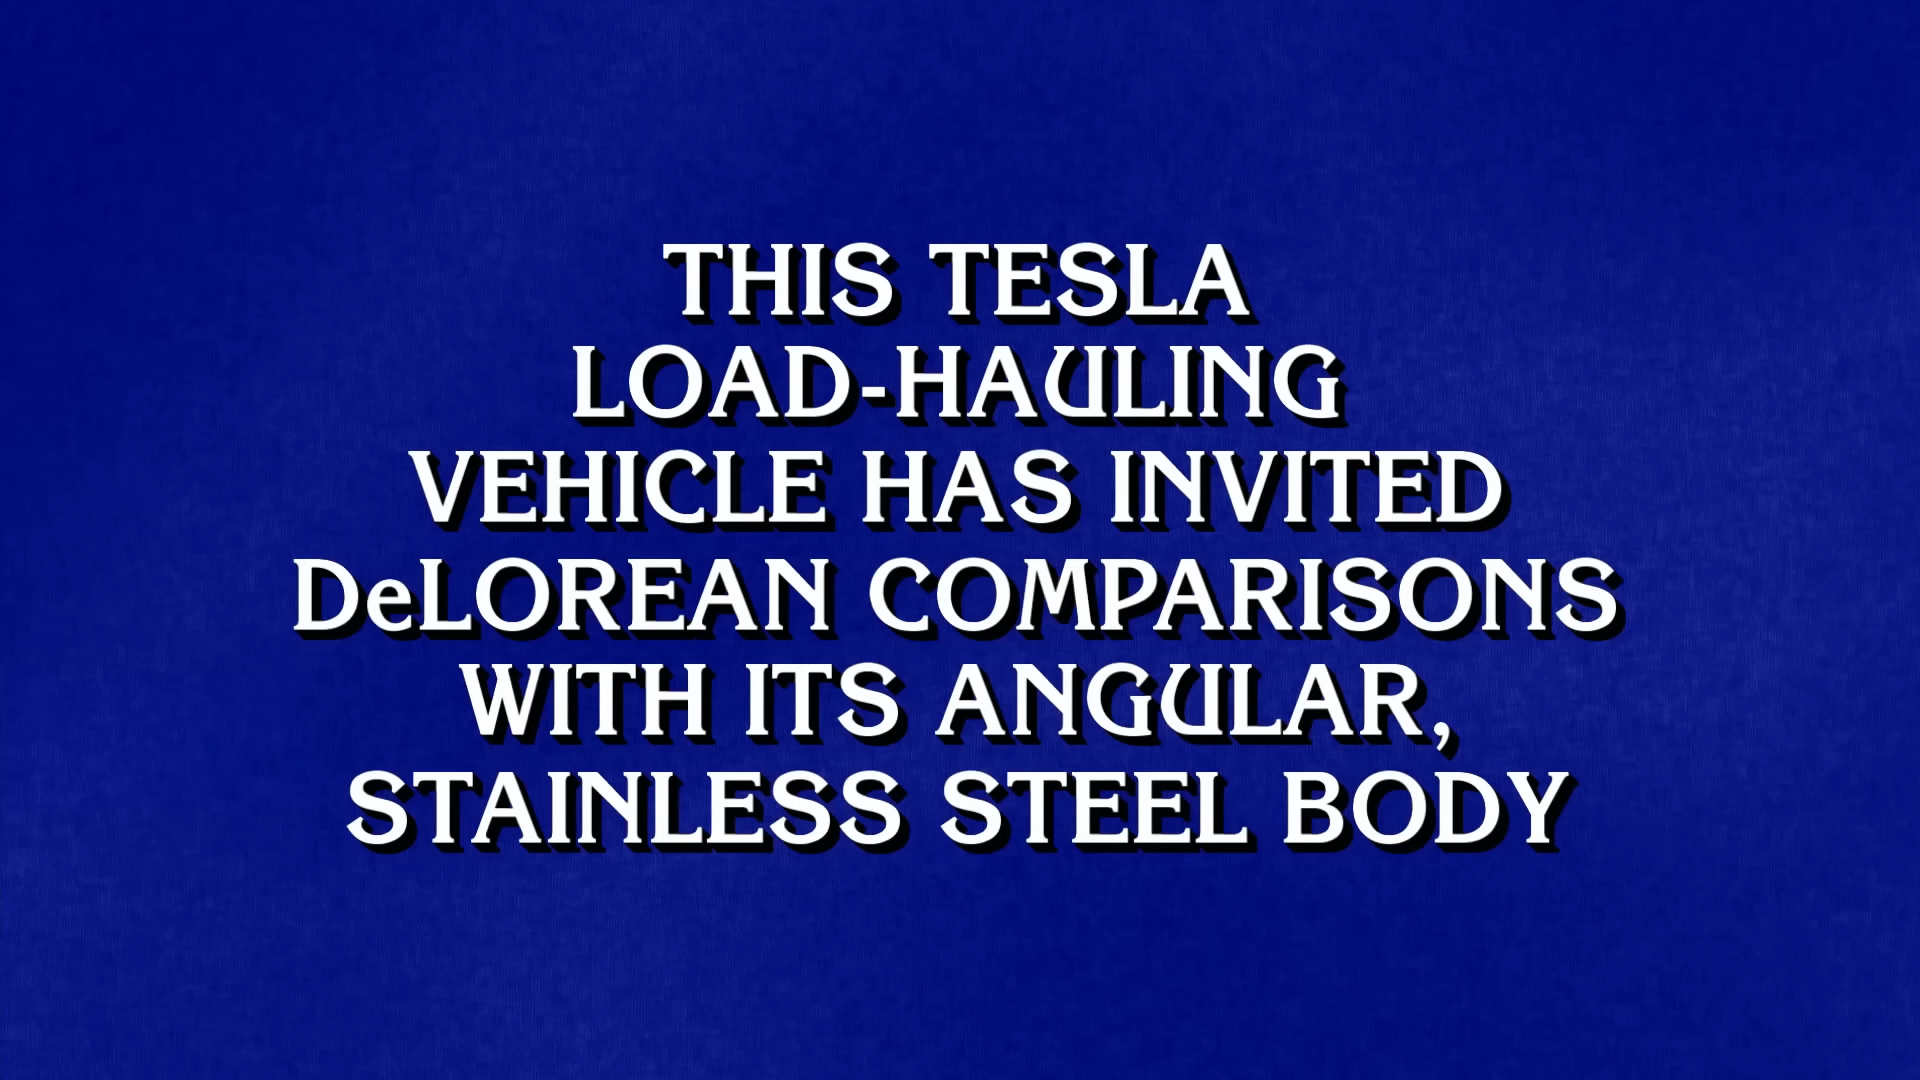 THIS TESLA
LOAD-HAULING
VEHICLE HAS INVITED
DeLOREAN COMPARISONS
WITH ITS ANGULAR,
STAINLESS STEEL BODY